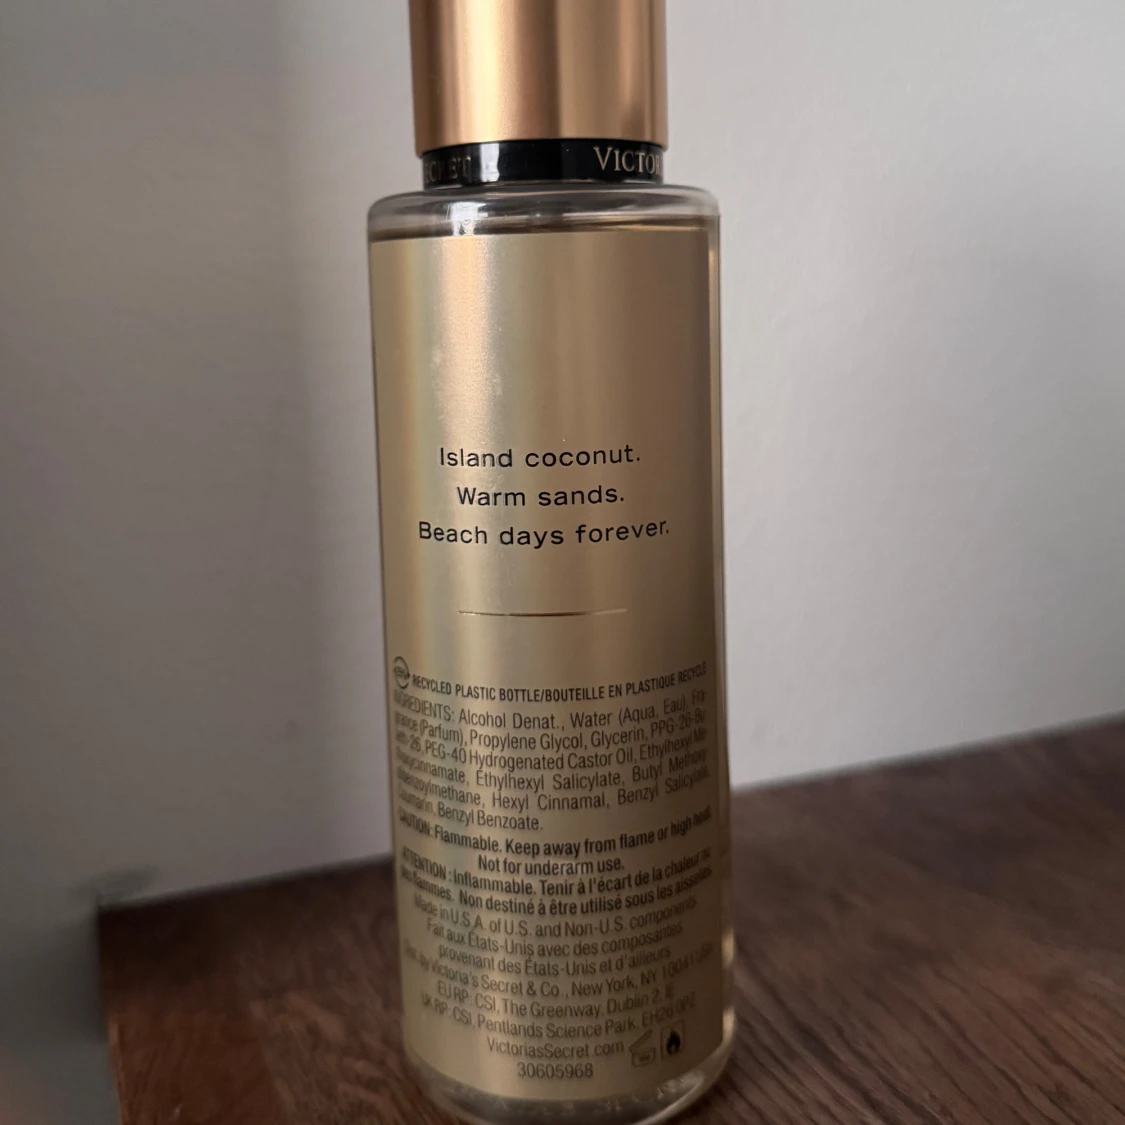 VICTOR
Island coconut.
Warm sands.
Beach days forever.
RECYCLED PLASTIC BOTTLE/BOUTEILLE EN PLASTIQUE RECYCLÉ
INGREDIENTS: Alcohol Denat., Water (Aqua, Eau), Fra-
grance (Parfum), Propylene Glycol, Glycerin, PPG-26-Bu-
teth-26, PEG-40 Hydrogenated Castor Oil, Ethylhexyl Me-
thoxycinnamate, Ethylhexyl Salicylate, Butyl Methoxy-
dibenzoylmethane, Hexyl Cinnamal, Benzyl Salicylate,
Coumarin, Benzyl Benzoate.
CAUTION: Flammable. Keep away from flame or high heat.
Not for underarm use.
ATTENTION : Inflammable. Tenir à l'écart de la chaleur ou
des flammes. Non destiné à être utilisé sous les aisselles.
Made in U.S.A. of U.S. and Non-U.S. components
Fait aux États-Unis avec des composantes
provenant des États-Unis et d'ailleurs
Dist. by Victoria's Secret & Co., New York, NY 10041 USA
EU RP: CSI, The Greenway, Dublin 2, IE
UK RP: CSI, Pentlands Science Park, EH26 0PZ
VictoriasSecret.com
30605968